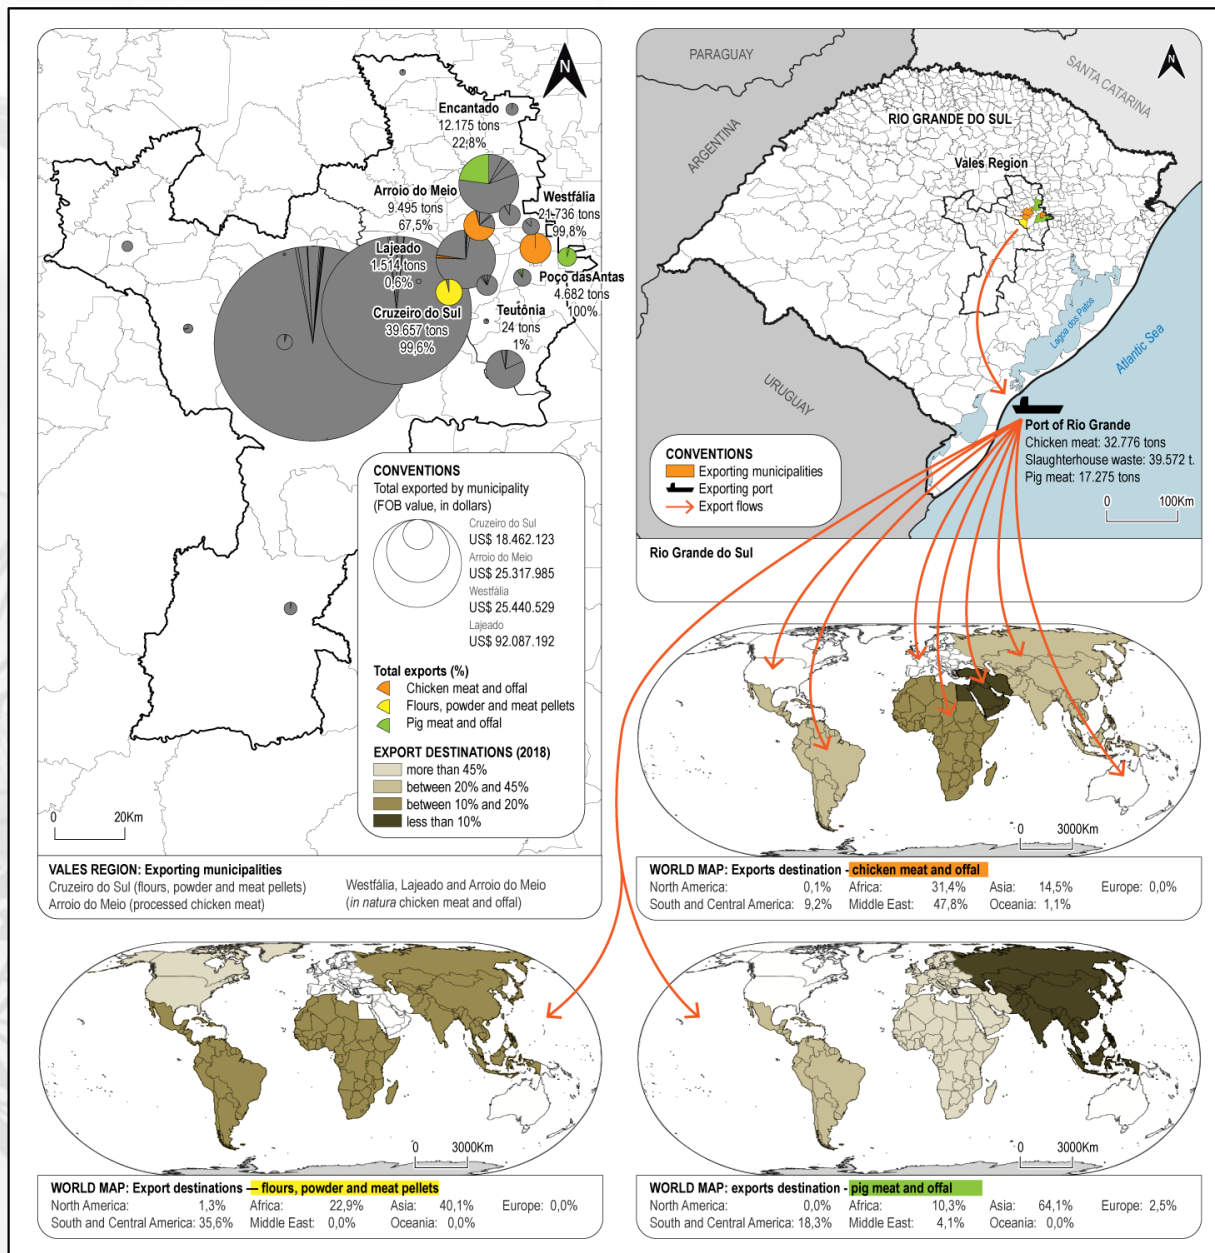 N
Encantado
12.175 tons
22,8%
Arroio do Meio
9.495 tons
67,5%
Westfália
21.736 tons
99,8%
Lajeado
1.514 tons
0,6%
Poço dasAntas
4.682 tons
100%
Cruzeiro do Sul
39.657 tons
99,6%
Teutônia
24 tons
1%
CONVENTIONS
Total exported by municipality
(FOB value, in dollars)
Cruzeiro do Sul
US$ 18.462.123
Arroio do Meio
US$ 25.317.985
Westfália
US$ 25.440.529
Lajeado
US$ 92.087.192
Total exports (%)
Chicken meat and offal
Flours, powder and meat pellets
Pig meat and offal
EXPORT DESTINATIONS (2018)
more than 45%
between 20% and 45%
between 10% and 20%
less than 10%
0 20Km
VALES REGION: Exporting municipalities
Cruzeiro do Sul (flours, powder and meat pellets)
Arroio do Meio (processed chicken meat)
Westfália, Lajeado and Arroio do Meio
(in natura chicken meat and offal)
PARAGUAY
N
SANTA CATARINA
ARGENTINA
RIO GRANDE DO SUL
Vales Region
Lagoa dos Patos
Atlantic Sea
URUGUAY
Port of Rio Grande
Chicken meat: 32.776 tons
Slaughterhouse waste: 39.572 t.
Pig meat: 17.275 tons
CONVENTIONS
Exporting municipalities
Exporting port
Export flows
0 100Km
Rio Grande do Sul
0 3000Km
WORLD MAP: Exports destination - chicken meat and offal
North America: 0,1% Africa: 31,4% Asia: 14,5% Europe: 0,0%
South and Central America: 9,2% Middle East: 47,8% Oceania: 1,1%
0 3000Km
WORLD MAP: Export destinations — flours, powder and meat pellets
North America: 1,3% Africa: 22,9% Asia: 40,1% Europe: 0,0%
South and Central America: 35,6% Middle East: 0,0% Oceania: 0,0%
0 3000Km
WORLD MAP: exports destination - pig meat and offal
North America: 0,0% Africa: 10,3% Asia: 64,1% Europe: 2,5%
South and Central America: 18,3% Middle East: 4,1% Oceania: 0,0%